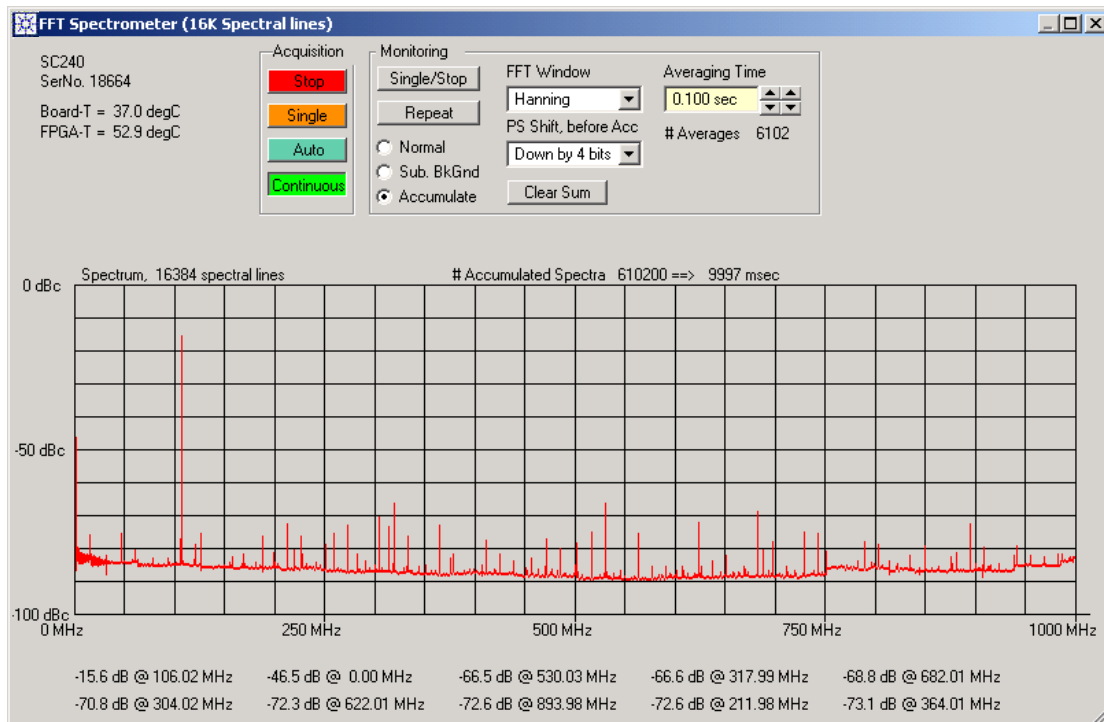 FFT Spectrometer (16K Spectral lines)
SC240
SerNo. 18664
Board-T = 37.0 degC
FPGA-T = 52.9 degC
Acquisition
Stop
Single
Auto
Continuous
Monitoring
Single/Stop
Repeat
Normal
Sub. BkGnd
Accumulate
FFT Window
Hanning
PS Shift, before Acc
Down by 4 bits
Clear Sum
Averaging Time
0.100 sec
# Averages 6102
Spectrum, 16384 spectral lines # Accumulated Spectra 610200 ==> 9997 msec
0 dBc
-50 dBc
-100 dBc
0 MHz 250 MHz 500 MHz 750 MHz 1000 MHz
-15.6 dB @ 106.02 MHz -46.5 dB @ 0.00 MHz -66.5 dB @ 530.03 MHz -66.6 dB @ 317.99 MHz -68.8 dB @ 682.01 MHz
-70.8 dB @ 304.02 MHz -72.3 dB @ 622.01 MHz -72.6 dB @ 893.98 MHz -72.6 dB @ 211.98 MHz -73.1 dB @ 364.01 MHz